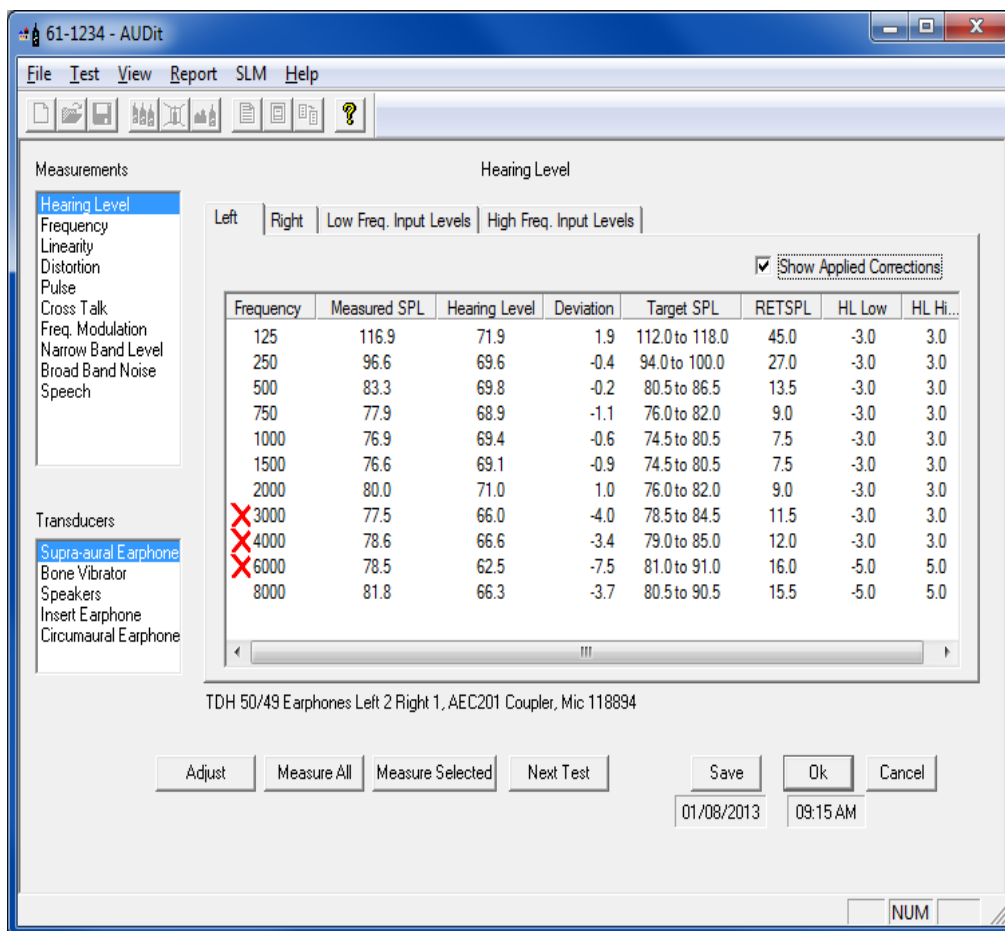 61-1234 - AUDit
File Test View Report SLM Help
Measurements
Hearing Level
Hearing Level
Frequency
Linearity
Distortion
Pulse
Cross Talk
Freq. Modulation
Narrow Band Level
Broad Band Noise
Speech
Transducers
Supra-aural Earphone
Bone Vibrator
Speakers
Insert Earphone
Circumaural Earphone
Left Right Low Freq. Input Levels High Freq. Input Levels
Show Applied Corrections
Frequency Measured SPL Hearing Level Deviation Target SPL RETSPL HL Low HL Hi...
125 116.9 71.9 1.9 112.0 to 118.0 45.0 -3.0 3.0
250 96.6 69.6 -0.4 94.0 to 100.0 27.0 -3.0 3.0
500 83.3 69.8 -0.2 80.5 to 86.5 13.5 -3.0 3.0
750 77.9 68.9 -1.1 76.0 to 82.0 9.0 -3.0 3.0
1000 76.9 69.4 -0.6 74.5 to 80.5 7.5 -3.0 3.0
1500 76.6 69.1 -0.9 74.5 to 80.5 7.5 -3.0 3.0
2000 80.0 71.0 1.0 76.0 to 82.0 9.0 -3.0 3.0
3000 77.5 66.0 -4.0 78.5 to 84.5 11.5 -3.0 3.0
4000 78.6 66.6 -3.4 79.0 to 85.0 12.0 -3.0 3.0
6000 78.5 62.5 -7.5 81.0 to 91.0 16.0 -5.0 5.0
8000 81.8 66.3 -3.7 80.5 to 90.5 15.5 -5.0 5.0
TDH 50/49 Earphones Left 2 Right 1, AEC201 Coupler, Mic 118894
Adjust Measure All Measure Selected Next Test Save Ok Cancel
01/08/2013 09:15 AM
NUM